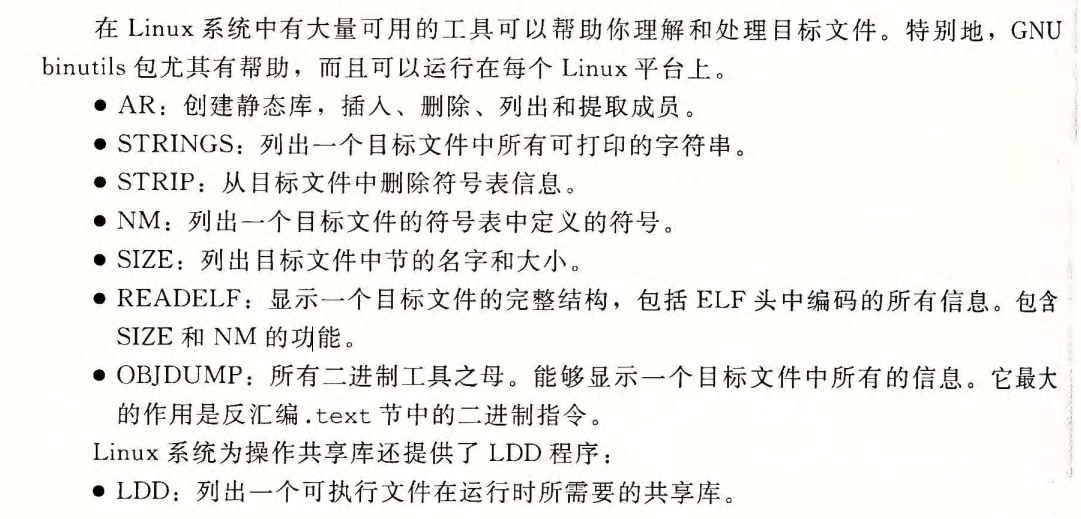 在 Linux 系统中有大量可用的工具可以帮助你理解和处理目标文件。特别地，GNU
binutils 包尤其有帮助，而且可以运行在每个 Linux 平台上。
● AR：创建静态库，插入、删除、列出和提取成员。
● STRINGS：列出一个目标文件中所有可打印的字符串。
● STRIP：从目标文件中删除符号表信息。
● NM：列出一个目标文件的符号表中定义的符号。
● SIZE：列出目标文件中节的名字和大小。
● READELF：显示一个目标文件的完整结构，包括 ELF 头中编码的所有信息。包含
SIZE 和 NM 的功能。
● OBJDUMP：所有二进制工具之母。能够显示一个目标文件中所有的信息。它最大
的作用是反汇编 .text 节中的二进制指令。
Linux 系统为操作共享库还提供了 LDD 程序：
● LDD：列出一个可执行文件在运行时所需要的共享库。